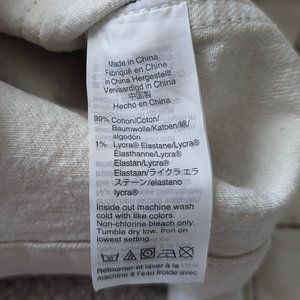 Made in China
Fabriqué en Chine
in China Hergestellt
Vervaardigd in China
中国製
Hecho en China
99% Cotton/Coton/
Baumwolle/Katoen/綿/
algodón
1% Lycra® Elastane/Lycra®
Elasthanne/Lycra®
Elastan/Lycra®
Elastaan/ライクラ エラ
ステーン/elastano
lycra®
Inside out machine wash
cold with like colors.
Non-chlorine bleach only.
Tumble dry low. Iron on
lowest setting.
Retourner et laver à la
machine à l'eau froide avec